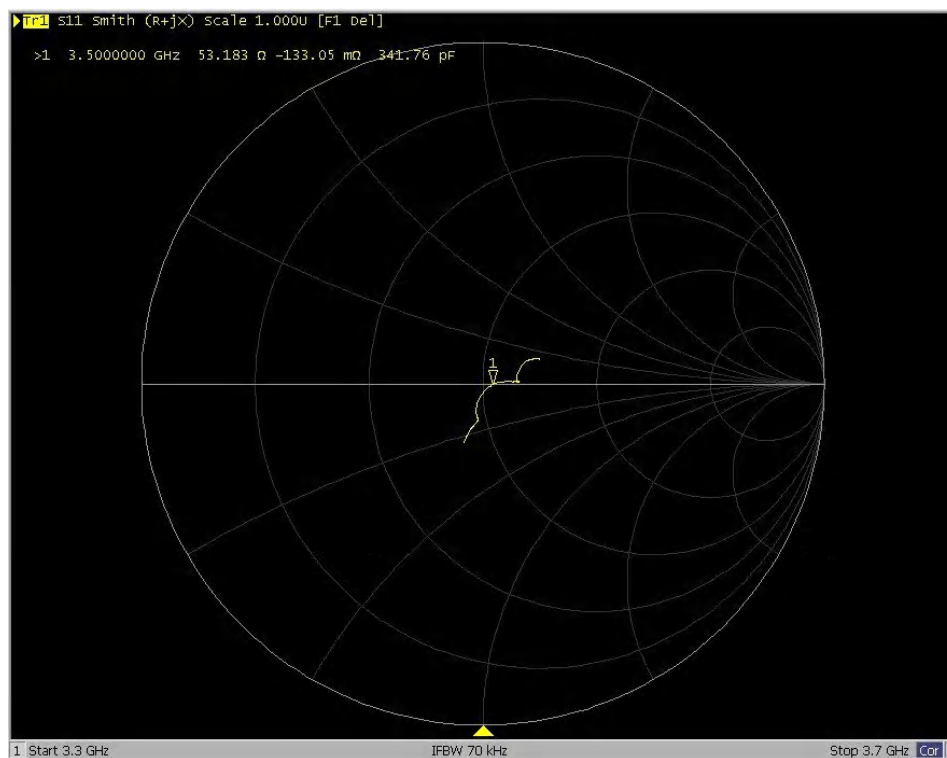 Tr1 S11 Smith (R+jX) Scale 1.000U [F1 Del]
>1 3.5000000 GHz 53.183 Ω -133.05 mΩ 341.76 pF
1
1 Start 3.3 GHz IFBW 70 kHz Stop 3.7 GHz Cor